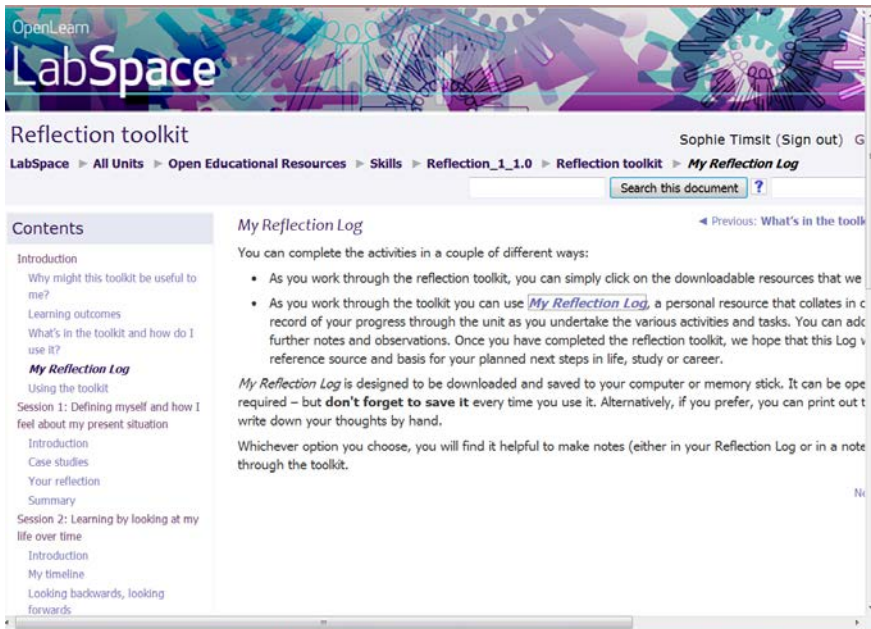 OpenLearn
LabSpace
Reflection toolkit
Sophie Timsit (Sign out) G
LabSpace ► All Units ► Open Educational Resources ► Skills ► Reflection_1_1.0 ► Reflection toolkit ► My Reflection Log
Search this document ?
Contents
Introduction
Why might this toolkit be useful to
me?
Learning outcomes
What's in the toolkit and how do I
use it?
My Reflection Log
Using the toolkit
Session 1: Defining myself and how I
feel about my present situation
Introduction
Case studies
Your reflection
Summary
Session 2: Learning by looking at my
life over time
Introduction
My timeline
Looking backwards, looking
forwards
My Reflection Log
◄ Previous: What's in the toolk
You can complete the activities in a couple of different ways:
• As you work through the reflection toolkit, you can simply click on the downloadable resources that we
• As you work through the toolkit you can use My Reflection Log, a personal resource that collates in
record of your progress through the unit as you undertake the various activities and tasks. You can
further notes and observations. Once you have completed the reflection toolkit, we hope that this Log
reference source and basis for your planned next steps in life, study or career.
My Reflection Log is designed to be downloaded and saved to your computer or memory stick. It can be ope
required – but don't forget to save it every time you use it. Alternatively, if you prefer, you can print out t
write down your thoughts by hand.
Whichever option you choose, you will find it helpful to make notes (either in your Reflection Log or in a note
through the toolkit.